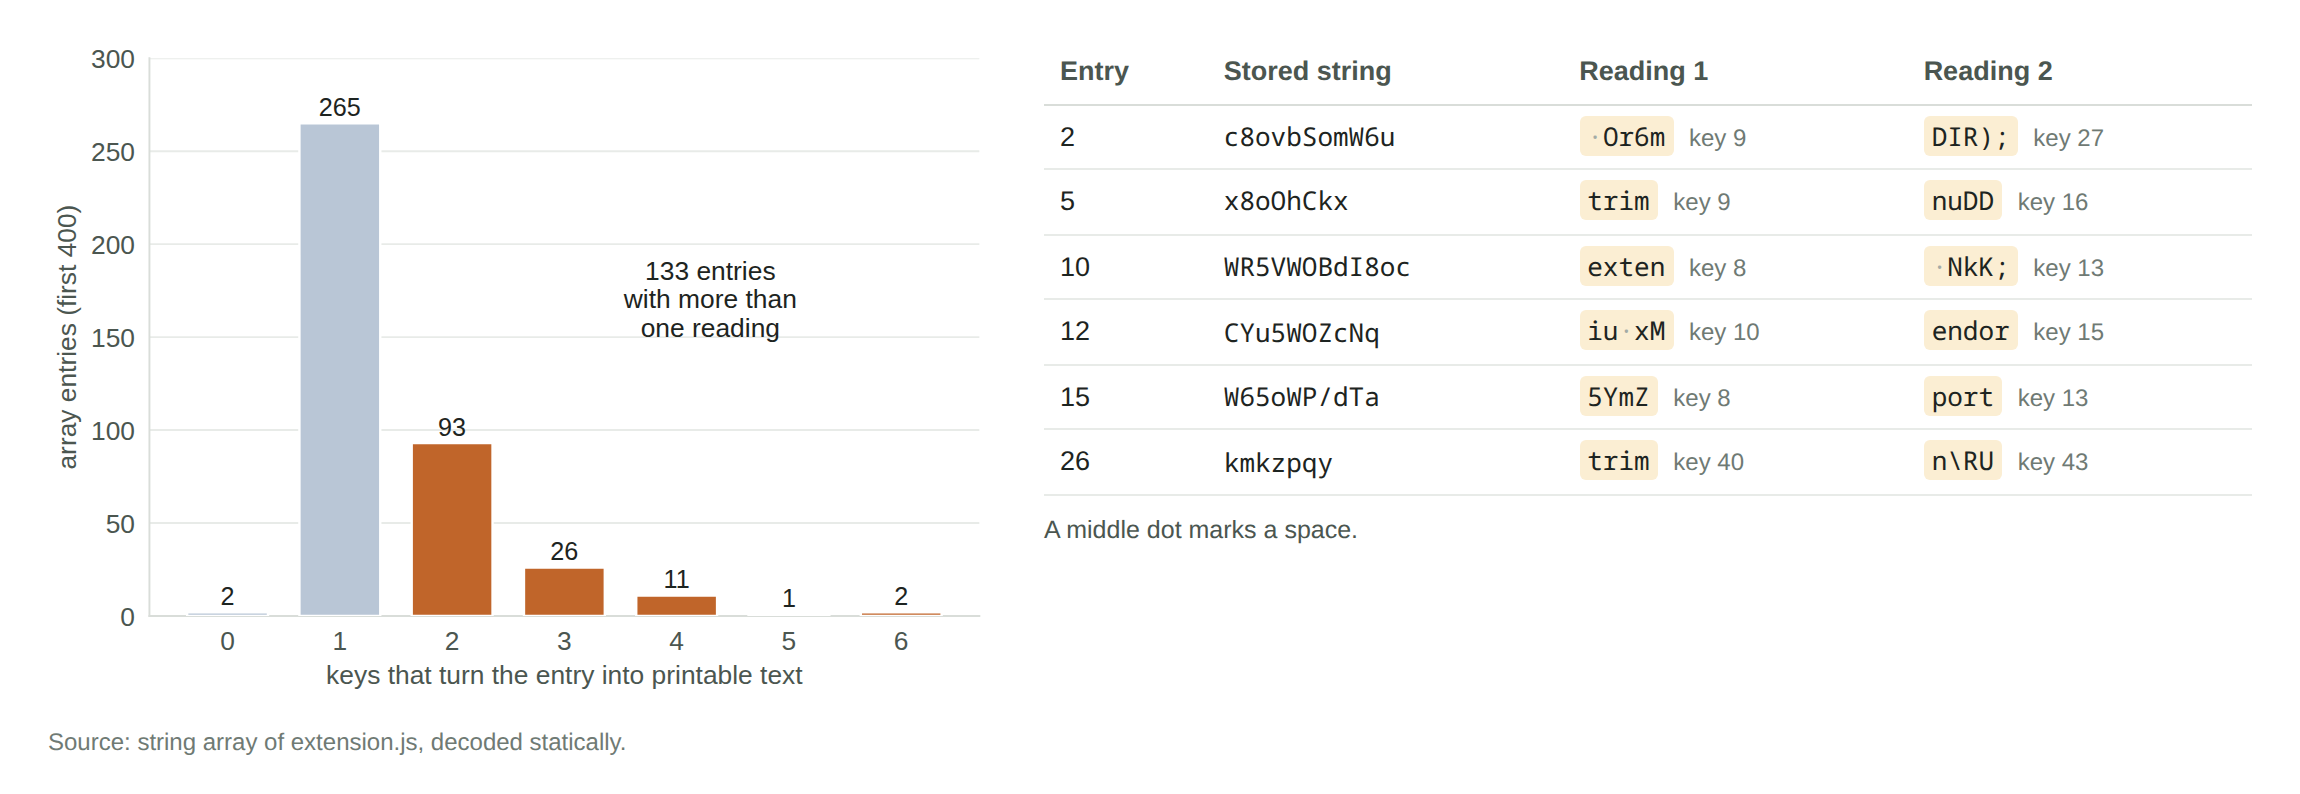 300
250
200
150
100
50
0
array entries (first 400)
265
93
26
11
1
2
2
133 entries
with more than
one reading
0 1 2 3 4 5 6
keys that turn the entry into printable text
Entry Stored string Reading 1 Reading 2
2 c8ovbSomW6u ·Or6m key 9 DIR); key 27
5 x8oOhCkx trim key 9 nuDD key 16
10 WR5VWOBdI8oc exten key 8 ·NkK; key 13
12 CYu5WOZcNq iu·xM key 10 endor key 15
15 W65oWP/dTa 5YmZ key 8 port key 13
26 kmkzpqy trim key 40 n\RU key 43
A middle dot marks a space.
Source: string array of extension.js, decoded statically.